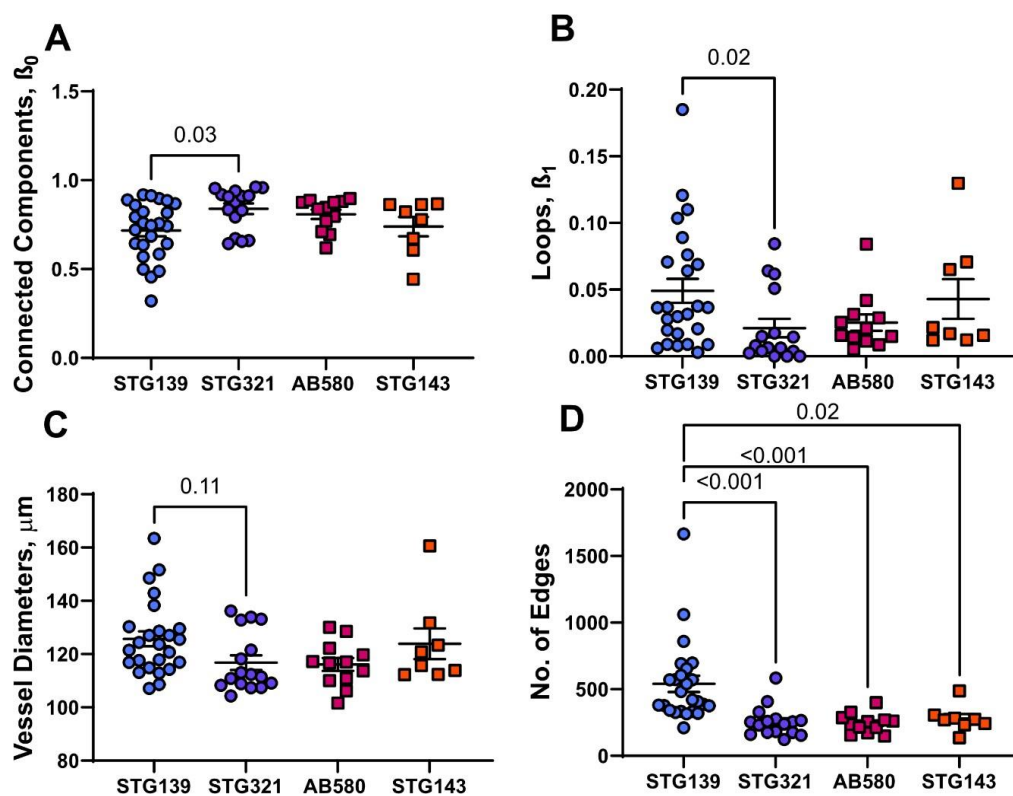 A
Connected Components, ß0
1.5
1.0
0.5
0.0
0.03
STG139 STG321 AB580 STG143
B
Loops, ß1
0.20
0.15
0.10
0.05
0.00
0.02
STG139 STG321 AB580 STG143
C
Vessel Diameters, μm
180
160
140
120
100
80
0.11
STG139 STG321 AB580 STG143
D
No. of Edges
2000
1500
1000
500
0
0.02
<0.001
<0.001
STG139 STG321 AB580 STG143